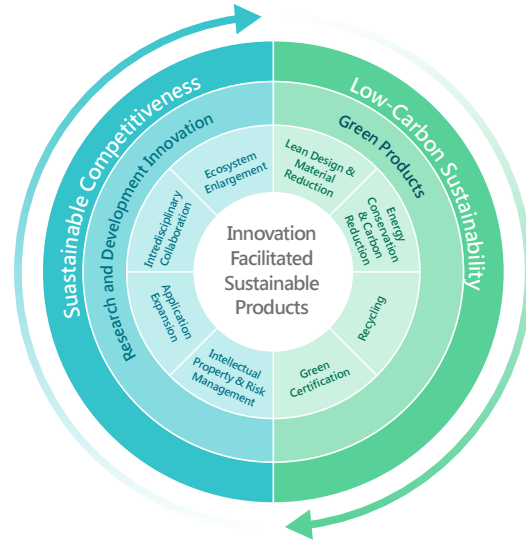 Suastainable Competitiveness
Low-Carbon Sustainability
Research and Development Innovation
Green Products
Ecosystem
Enlargement
Lean Design &
Material
Reduction
Intredisciplinary
Collaboration
Energy
Conservation
& Carbon
Reduction
Innovation
Facilitated
Sustainable
Products
Application
Expansion
Recycling
Intellectual
Property & Risk
Management
Green
Certification